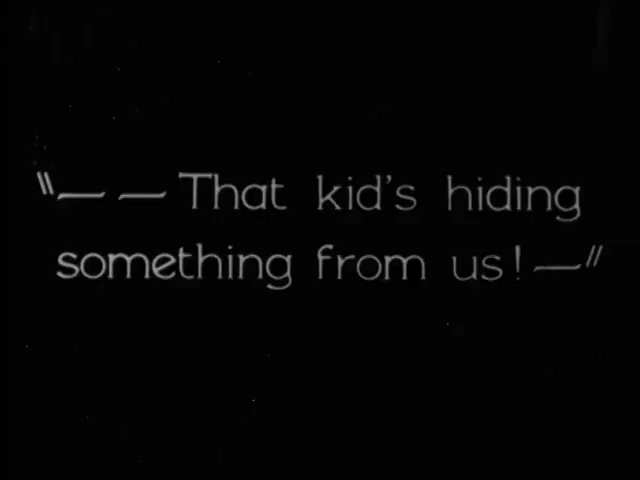 "— — That kid's hiding
something from us! —"